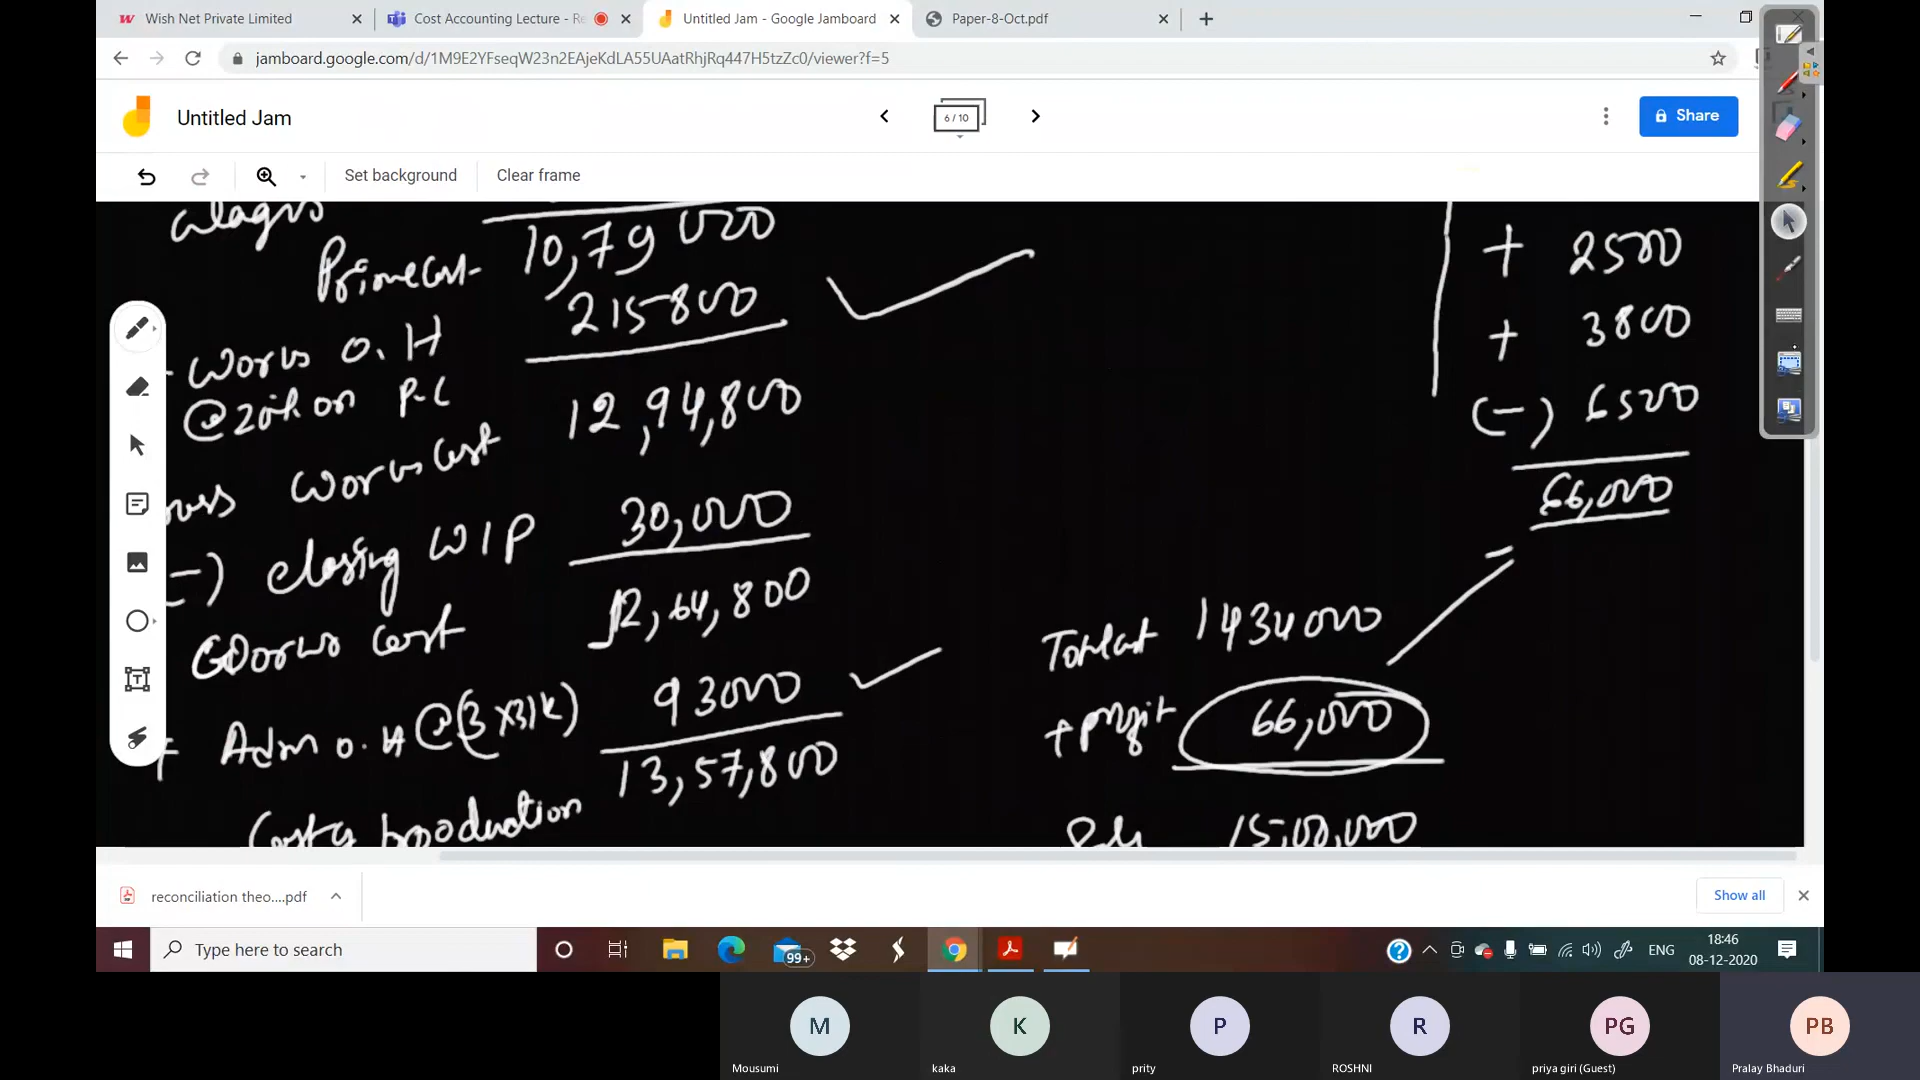 Wish Net Private Limited
Cost Accounting Lecture - Re
Untitled Jam - Google Jamboard
Paper-8-Oct.pdf
jamboard.google.com/d/1M9E2YFseqW23n2EAjeKdLA55UAatRhjRq447H5tzZc0/viewer?f=5
Untitled Jam
6 / 10
Share
Set background
Clear frame
Prime Cost 10,79 000
Works O.H 215800
@20% on P.C
12,94,800
Works Cost
(-) closing WIP 30,000
Works Cost 12,64,800
+ Adm O.H @(3 X31K) 93000
Cost of production 13,57,800
+ 2500
+ 3800
(-) 6500
66,000
Total cost 1434000
+ profit 66,000
15,00,000
reconciliation theo....pdf
Show all
Type here to search
99+
ENG
18:46
08-12-2020
M
K
P
R
PG
PB
Mousumi
kaka
prity
ROSHNI
priya giri (Guest)
Pralay Bhaduri